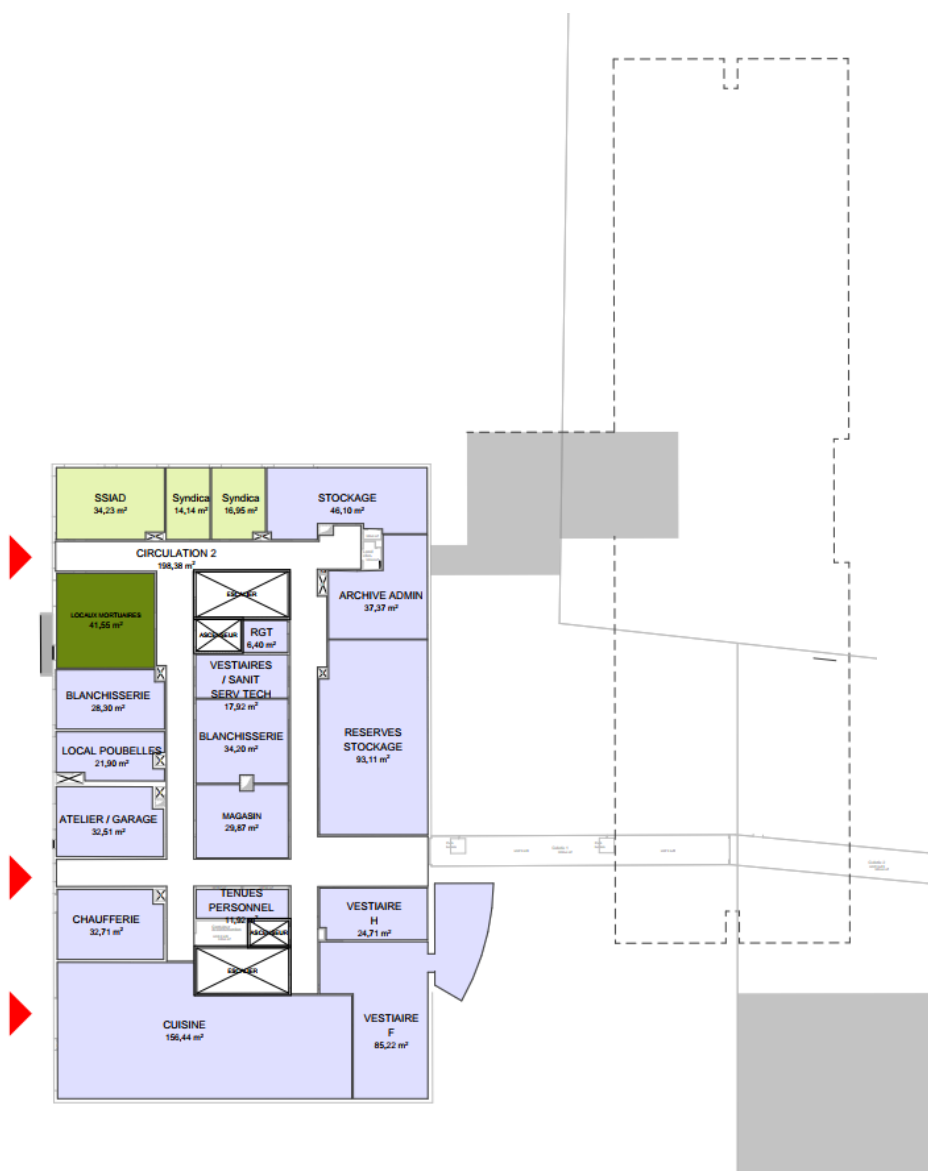 SSIAD
34,23 m²
Syndica
14,14 m²
Syndica
16,95 m²
STOCKAGE
46,10 m²
CIRCULATION 2
198,38 m²
ESCALIER
ARCHIVE ADMIN
37,37 m²
LOCAUX MORTUAIRES
41,55 m²
ASCENSEUR
RGT
6,40 m²
VESTIAIRES
/ SANIT
SERV TECH
17,92 m²
BLANCHISSERIE
28,30 m²
BLANCHISSERIE
34,20 m²
RESERVES
STOCKAGE
93,11 m²
LOCAL POUBELLES
21,90 m²
ATELIER / GARAGE
32,51 m²
MAGASIN
29,87 m²
TENUES
PERSONNEL
11,92 m²
VESTIAIRE
H
24,71 m²
CHAUFFERIE
32,71 m²
ASCENSEUR
ESCALIER
CUISINE
156,44 m²
VESTIAIRE
F
85,22 m²